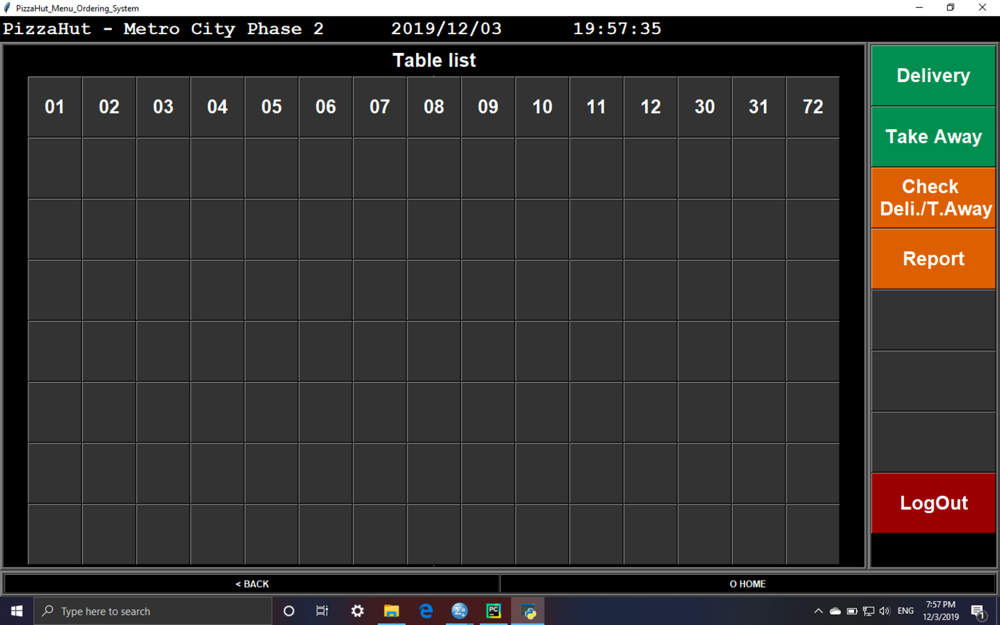 PizzaHut_Menu_Ordering_System
PizzaHut - Metro City Phase 2 2019/12/03 19:57:35
Table list
01 02 03 04 05 06 07 08 09 10 11 12 30 31 72
Delivery
Take Away
Check
Deli./T.Away
Report
LogOut
< BACK O HOME
Type here to search
PC
ENG
7:57 PM
12/3/2019
1